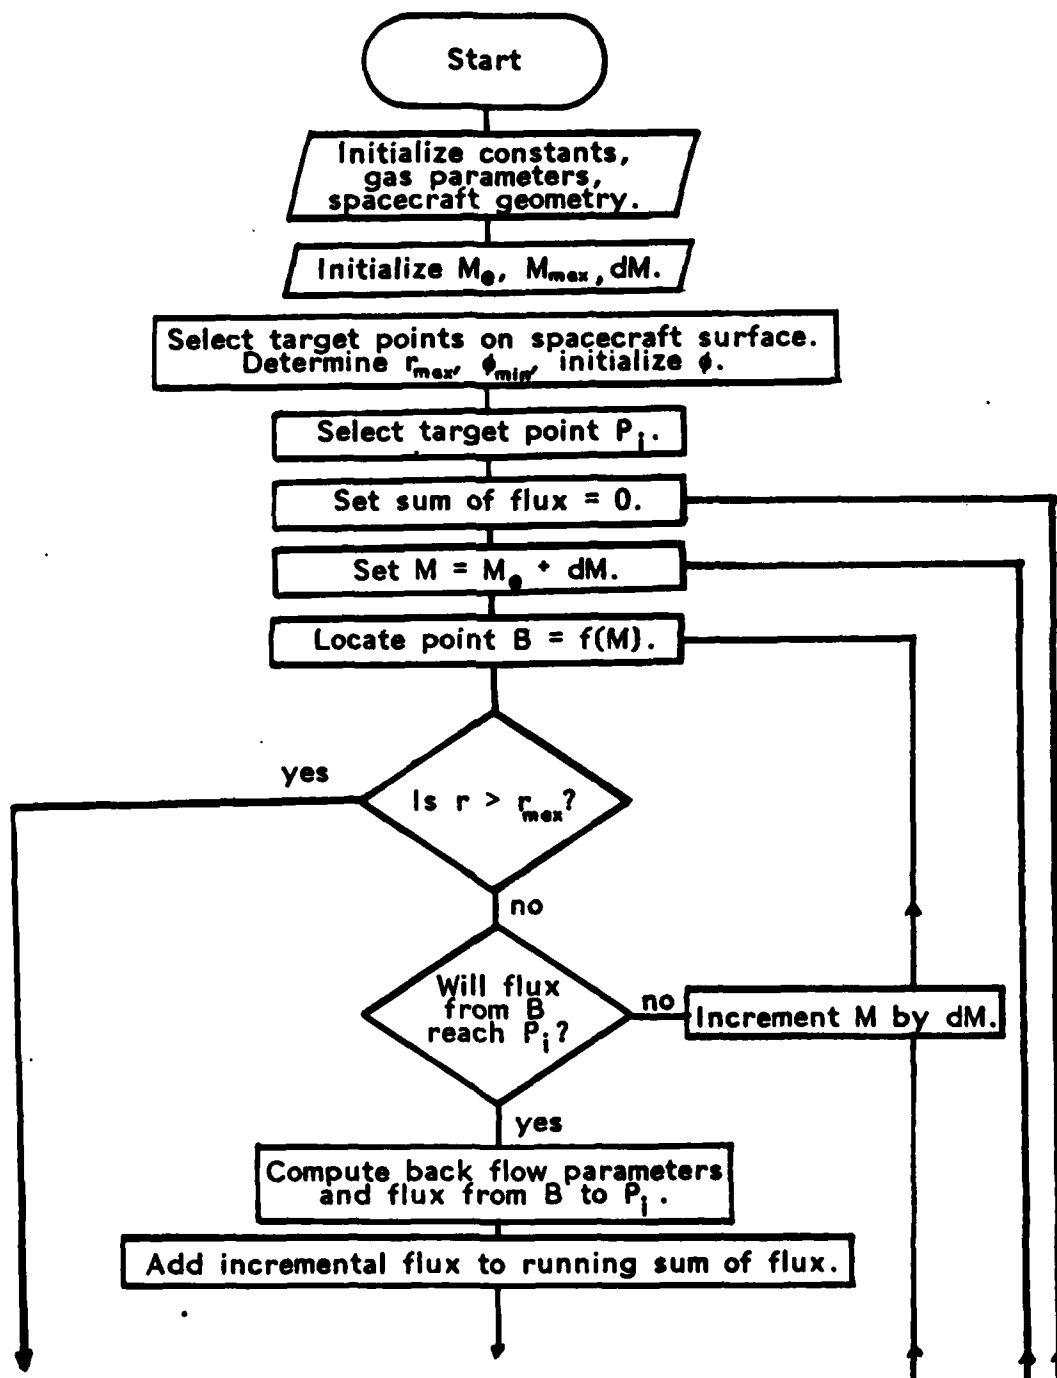 Start
Initialize constants,
gas parameters,
spacecraft geometry.
Initialize Me, Mmax, dM.
Select target points on spacecraft surface.
Determine rmax, ϕmin, initialize ϕ.
Select target point Pi.
Set sum of flux = 0.
Set M = Me + dM.
Locate point B = f(M).
yes
Is r > rmax?
no
Will flux
from B
reach Pi?
no
Increment M by dM.
yes
Compute back flow parameters
and flux from B to Pi.
Add incremental flux to running sum of flux.